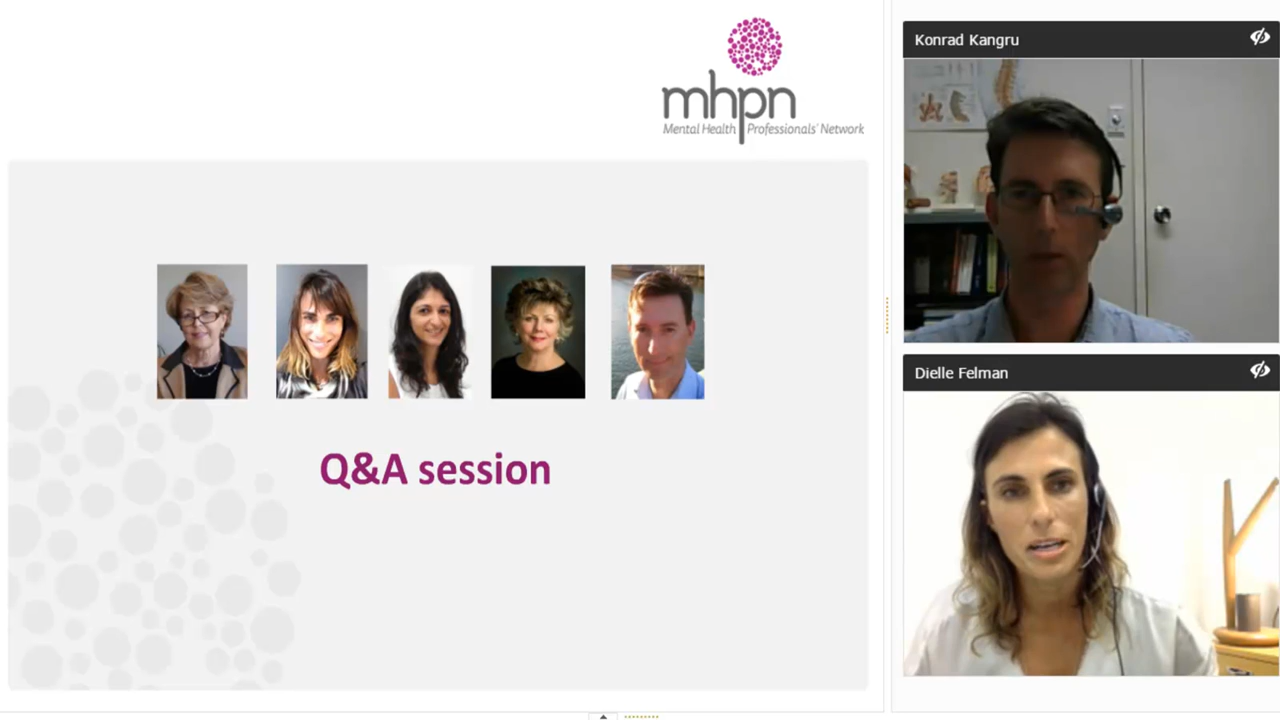 mhpn
Mental Health Professionals' Network
Q&A session
Konrad Kangru
Dielle Felman